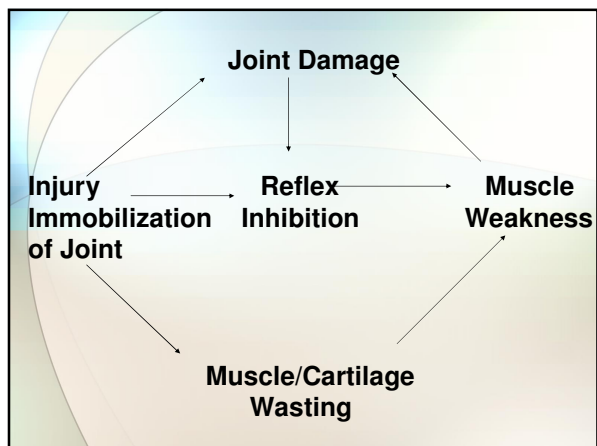 Joint Damage
Injury
Immobilization
of Joint
Reflex
Inhibition
Muscle
Weakness
Muscle/Cartilage
Wasting